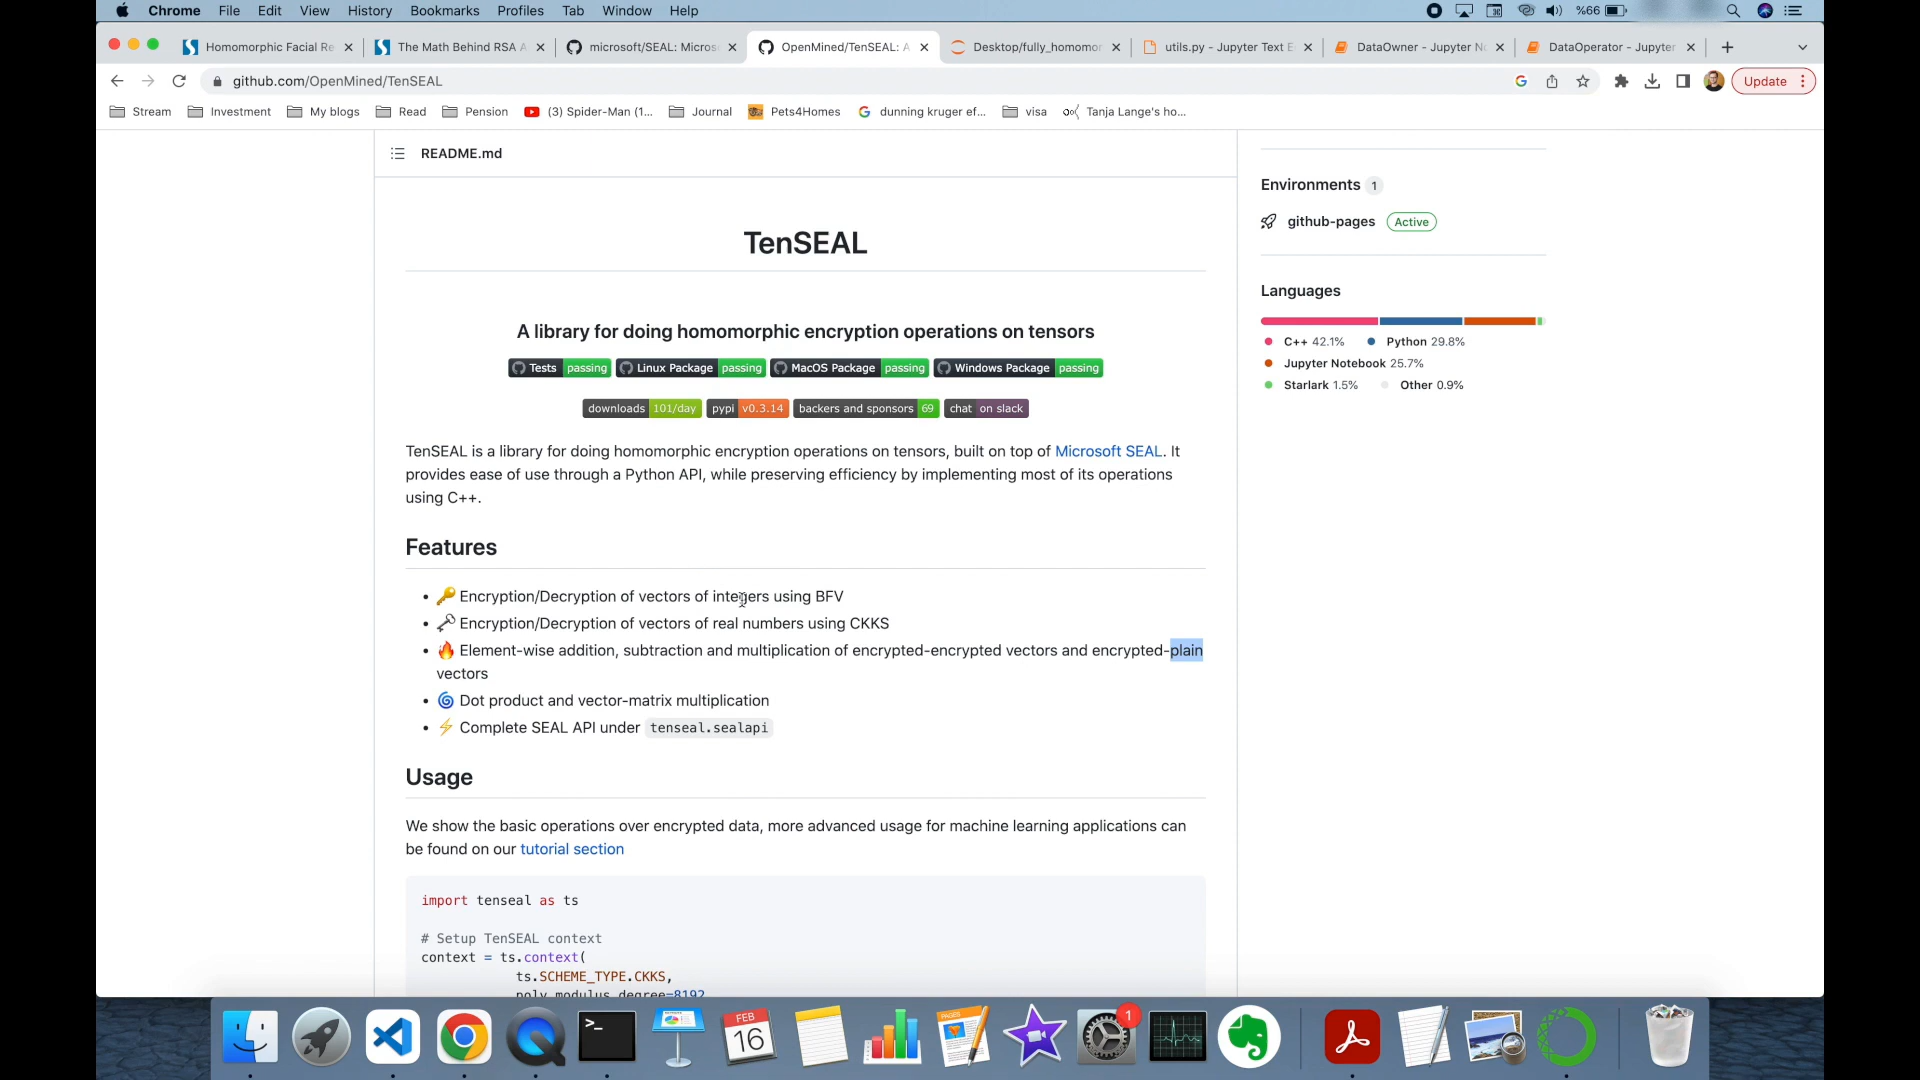 Chrome File Edit View History Bookmarks Profiles Tab Window Help %66
Homomorphic Facial Re
The Math Behind RSA A
microsoft/SEAL: Micros
OpenMined/TenSEAL: A
Desktop/fully_homomor
utils.py - Jupyter Text E
DataOwner - Jupyter N
DataOperator - Jupyter
github.com/OpenMined/TenSEAL
Update
Stream Investment My blogs Read Pension (3) Spider-Man (1... Journal Pets4Homes dunning kruger ef... visa Tanja Lange's ho...
README.md
TenSEAL
A library for doing homomorphic encryption operations on tensors
Tests passing Linux Package passing MacOS Package passing Windows Package passing
downloads 101/day pypi v0.3.14 backers and sponsors 69 chat on slack
TenSEAL is a library for doing homomorphic encryption operations on tensors, built on top of Microsoft SEAL. It
provides ease of use through a Python API, while preserving efficiency by implementing most of its operations
using C++.
Features
• 🔑 Encryption/Decryption of vectors of integers using BFV
• 🗝️ Encryption/Decryption of vectors of real numbers using CKKS
• 🔥 Element-wise addition, subtraction and multiplication of encrypted-encrypted vectors and encrypted-plain
vectors
• 🌀 Dot product and vector-matrix multiplication
• ⚡ Complete SEAL API under tenseal.sealapi
Usage
We show the basic operations over encrypted data, more advanced usage for machine learning applications can
be found on our tutorial section
import tenseal as ts
# Setup TenSEAL context
context = ts.context(
ts.SCHEME_TYPE.CKKS,
poly_modulus_degree=8192
Environments 1
github-pages Active
Languages
C++ 42.1% Python 29.8%
Jupyter Notebook 25.7%
Starlark 1.5% Other 0.9%
FEB
16
PAGES
1